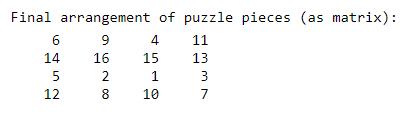 Final arrangement of puzzle pieces (as matrix):
6 9 4 11
14 16 15 13
5 2 1 3
12 8 10 7